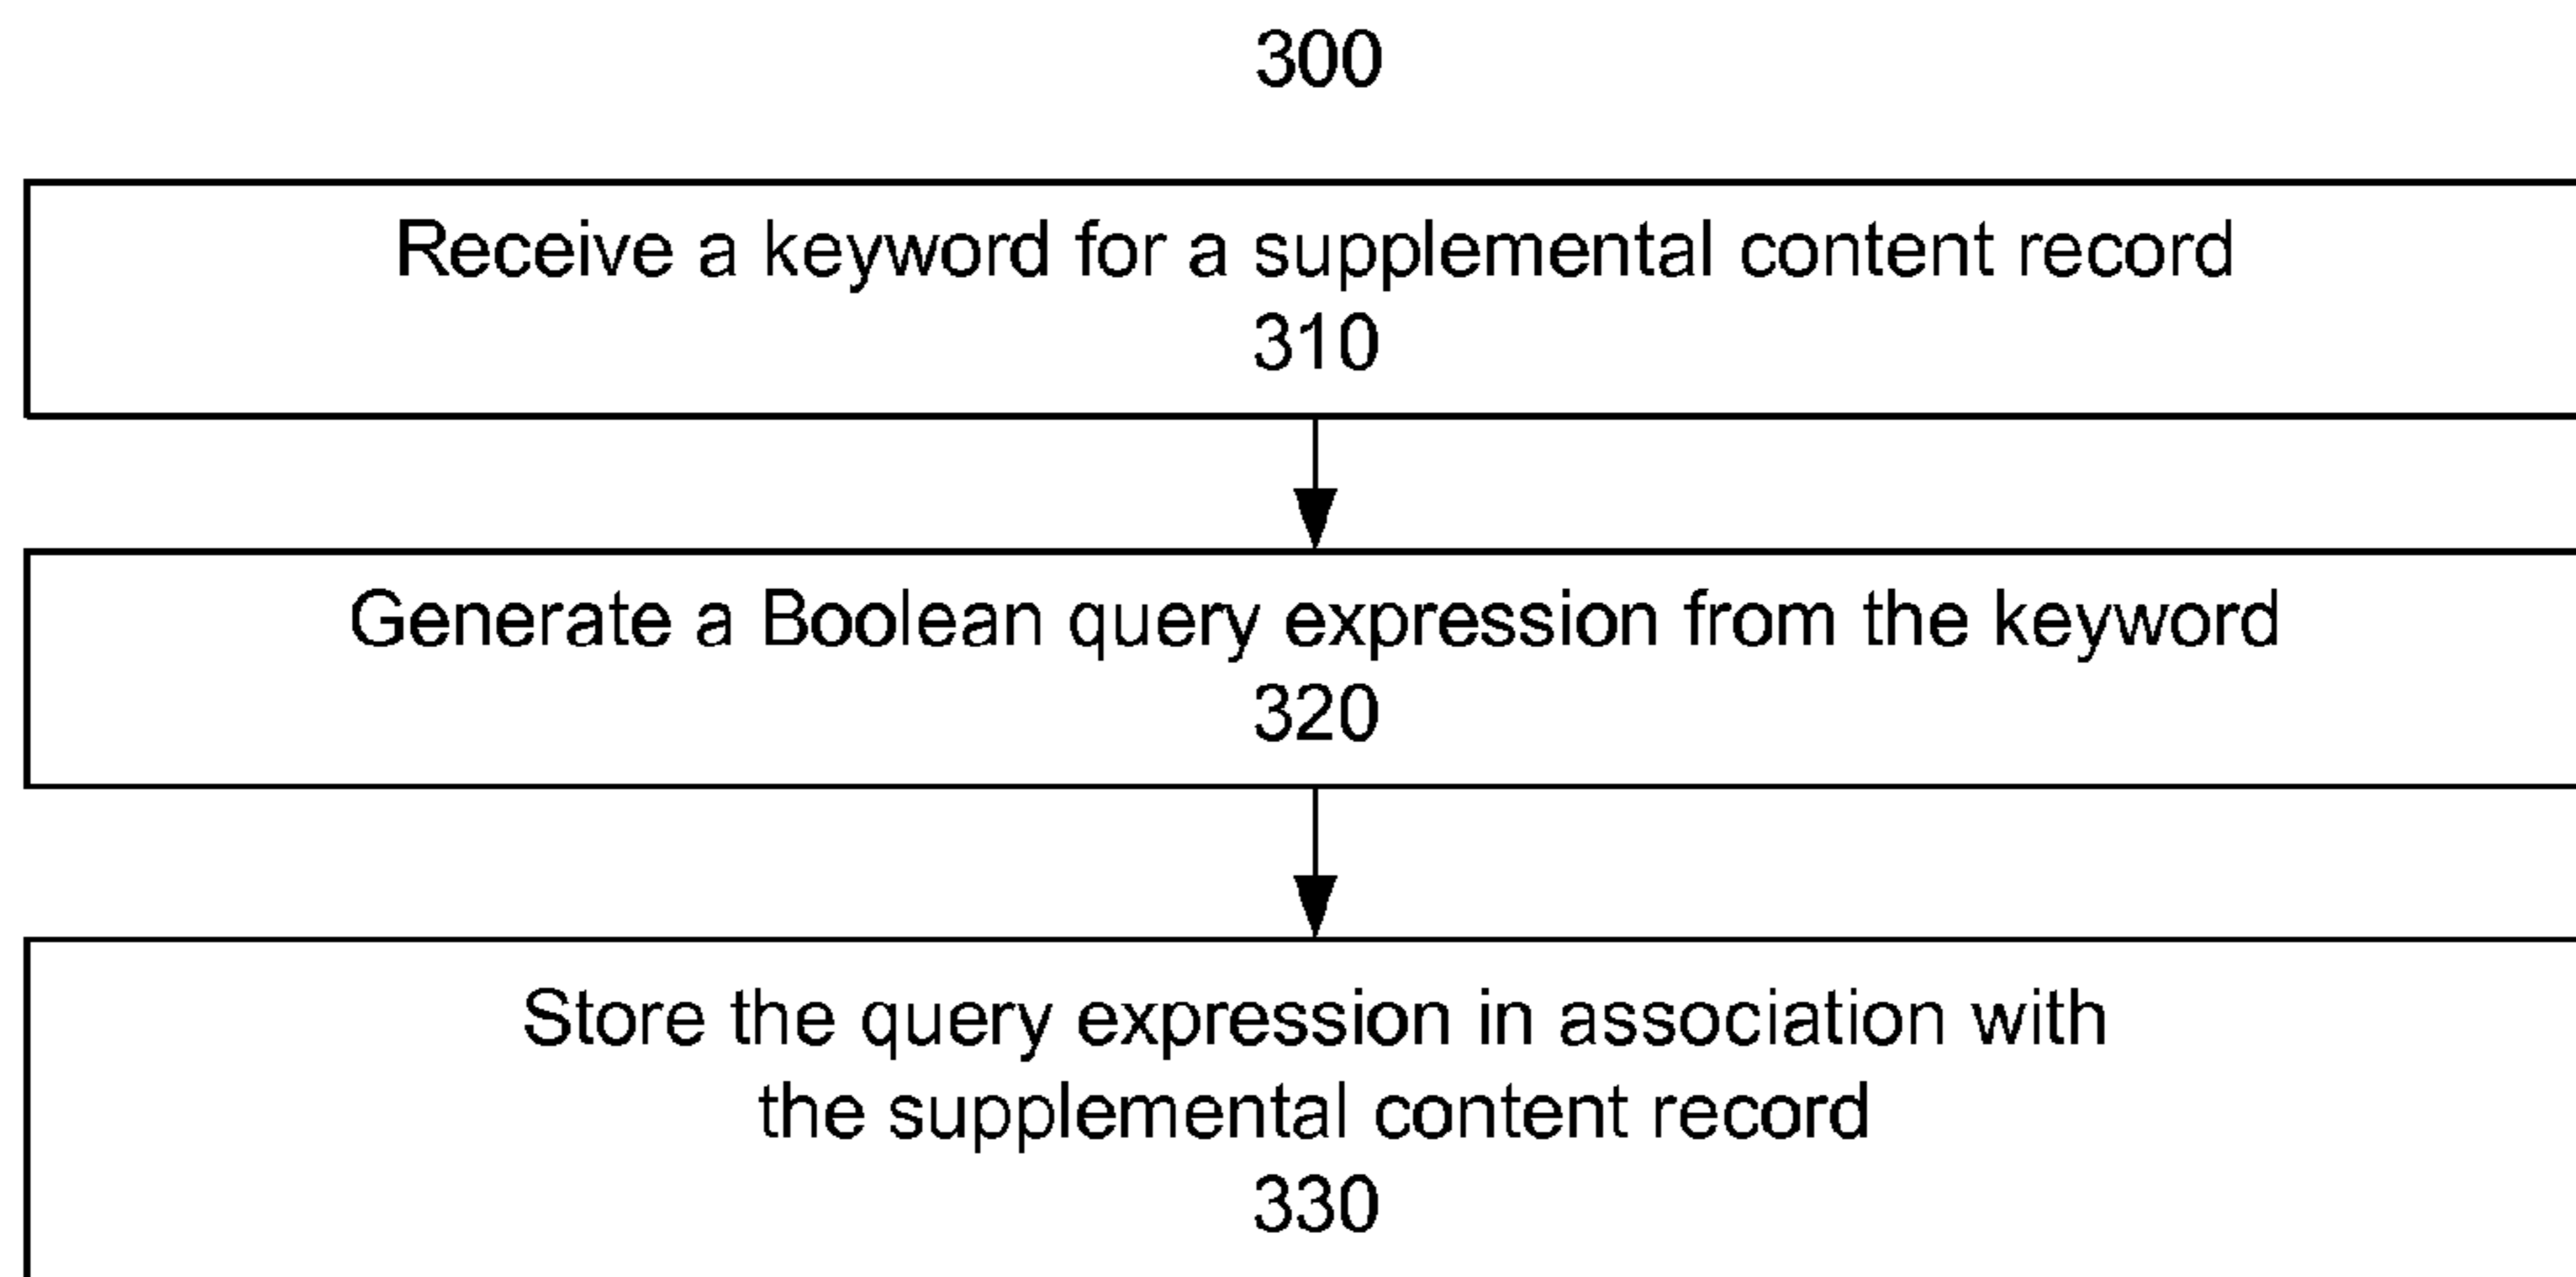 300
Receive a keyword for a supplemental content record
310
Generate a Boolean query expression from the keyword
320
Store the query expression in association with
the supplemental content record
330